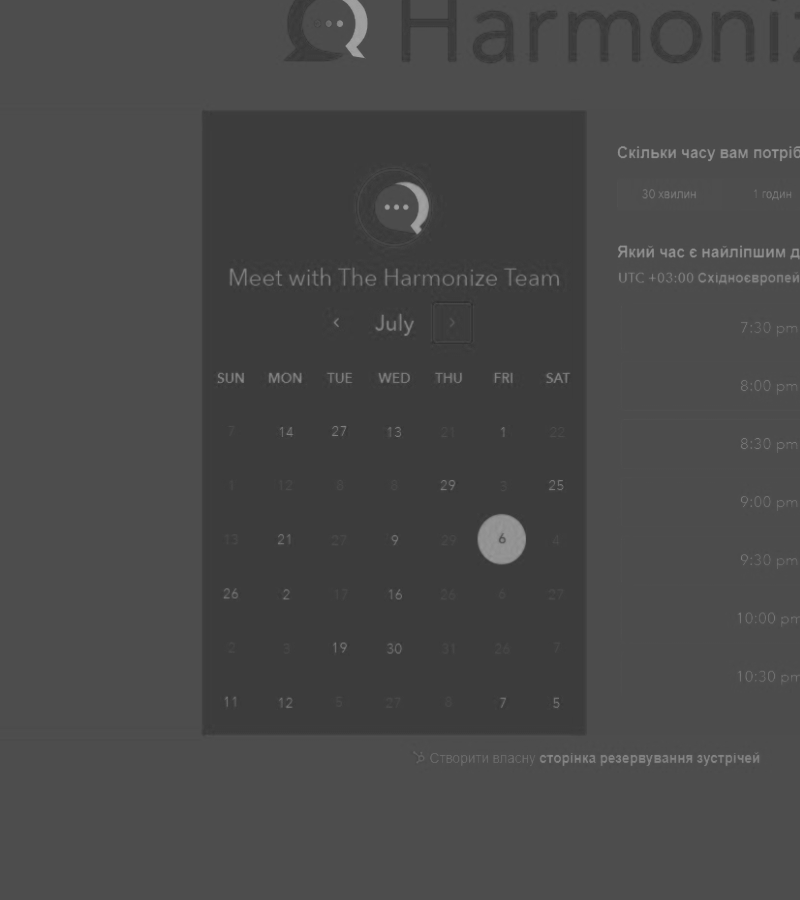 Harmoniz
Meet with The Harmonize Team
July
SUN MON TUE WED THU FRI SAT
7 14 27 13 21 1 22
1 12 8 8 29 3 25
13 21 27 9 29 6 4
26 2 17 16 26 6 27
2 3 19 30 31 26 7
11 12 5 27 8 7 5
Скільки часу вам потріб
30 хвилин 1 годин
Який час є найліпшим д
UTC +03:00 Східноєвропей
7:30 pm
8:00 pm
8:30 pm
9:00 pm
9:30 pm
10:00 pm
10:30 pm
Створити власну сторінка резервування зустрічей